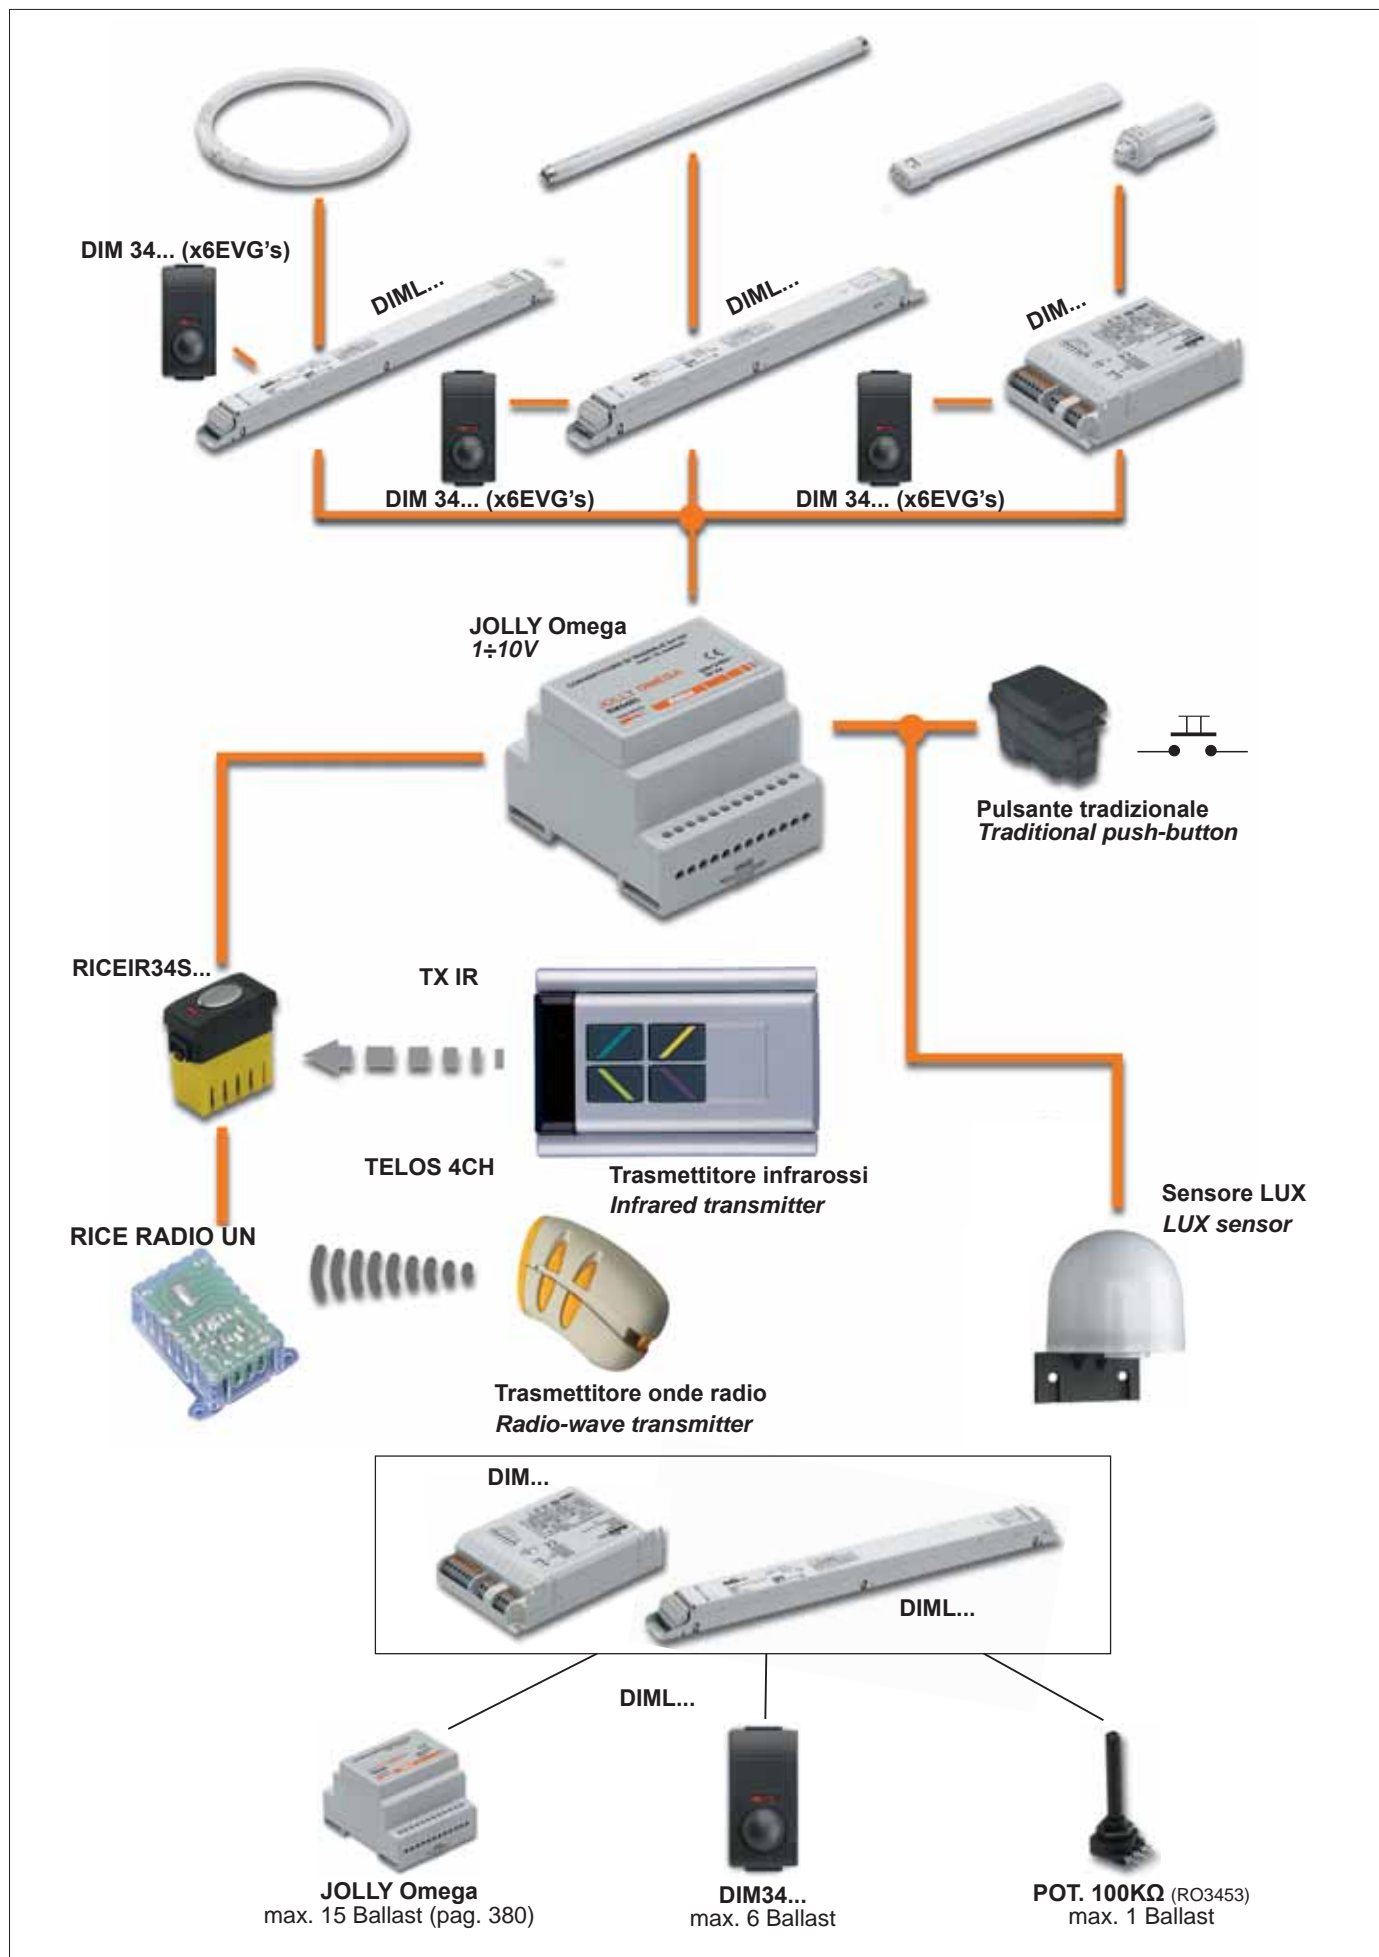 DIM 34... (x6EVG's)
DIML...
DIML...
DIM...
DIM 34... (x6EVG's)
DIM 34... (x6EVG's)
JOLLY Omega
1÷10V
JOLLY OMEGA
Pulsante tradizionale
Traditional push-button
RICEIR34S...
TX IR
TELOS 4CH
Trasmettitore infrarossi
Infrared transmitter
Sensore LUX
LUX sensor
RICE RADIO UN
Trasmettitore onde radio
Radio-wave transmitter
DIM...
DIML...
DIML...
JOLLY Omega
max. 15 Ballast (pag. 380)
DIM34...
max. 6 Ballast
POT. 100KΩ (RO3453)
max. 1 Ballast